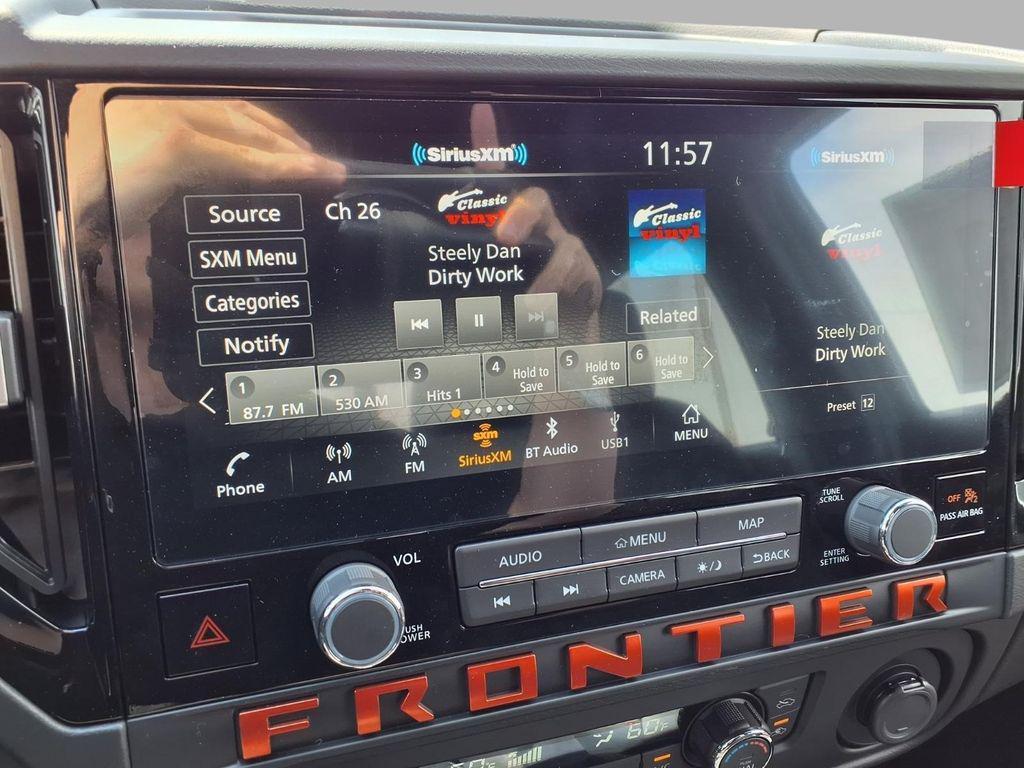 SiriusXM
11:57
SiriusXM
Source
Ch 26
Classic
vinyl
Classic
vinyl
Classic
vinyl
SXM Menu
Steely Dan
Dirty Work
Categories
Notify
Related
Steely Dan
Dirty Work
1
87.7 FM
2
530 AM
3
Hits 1
4
Hold to
Save
5
Hold to
Save
6
Hold to
Save
Preset 12
Phone
AM
FM
sxm
SiriusXM
BT Audio
USB1
MENU
TUNE
SCROLL
OFF
PASS AIR BAG
VOL
AUDIO
MENU
MAP
CAMERA
BACK
ENTER
SETTING
FRONTIER
60°F